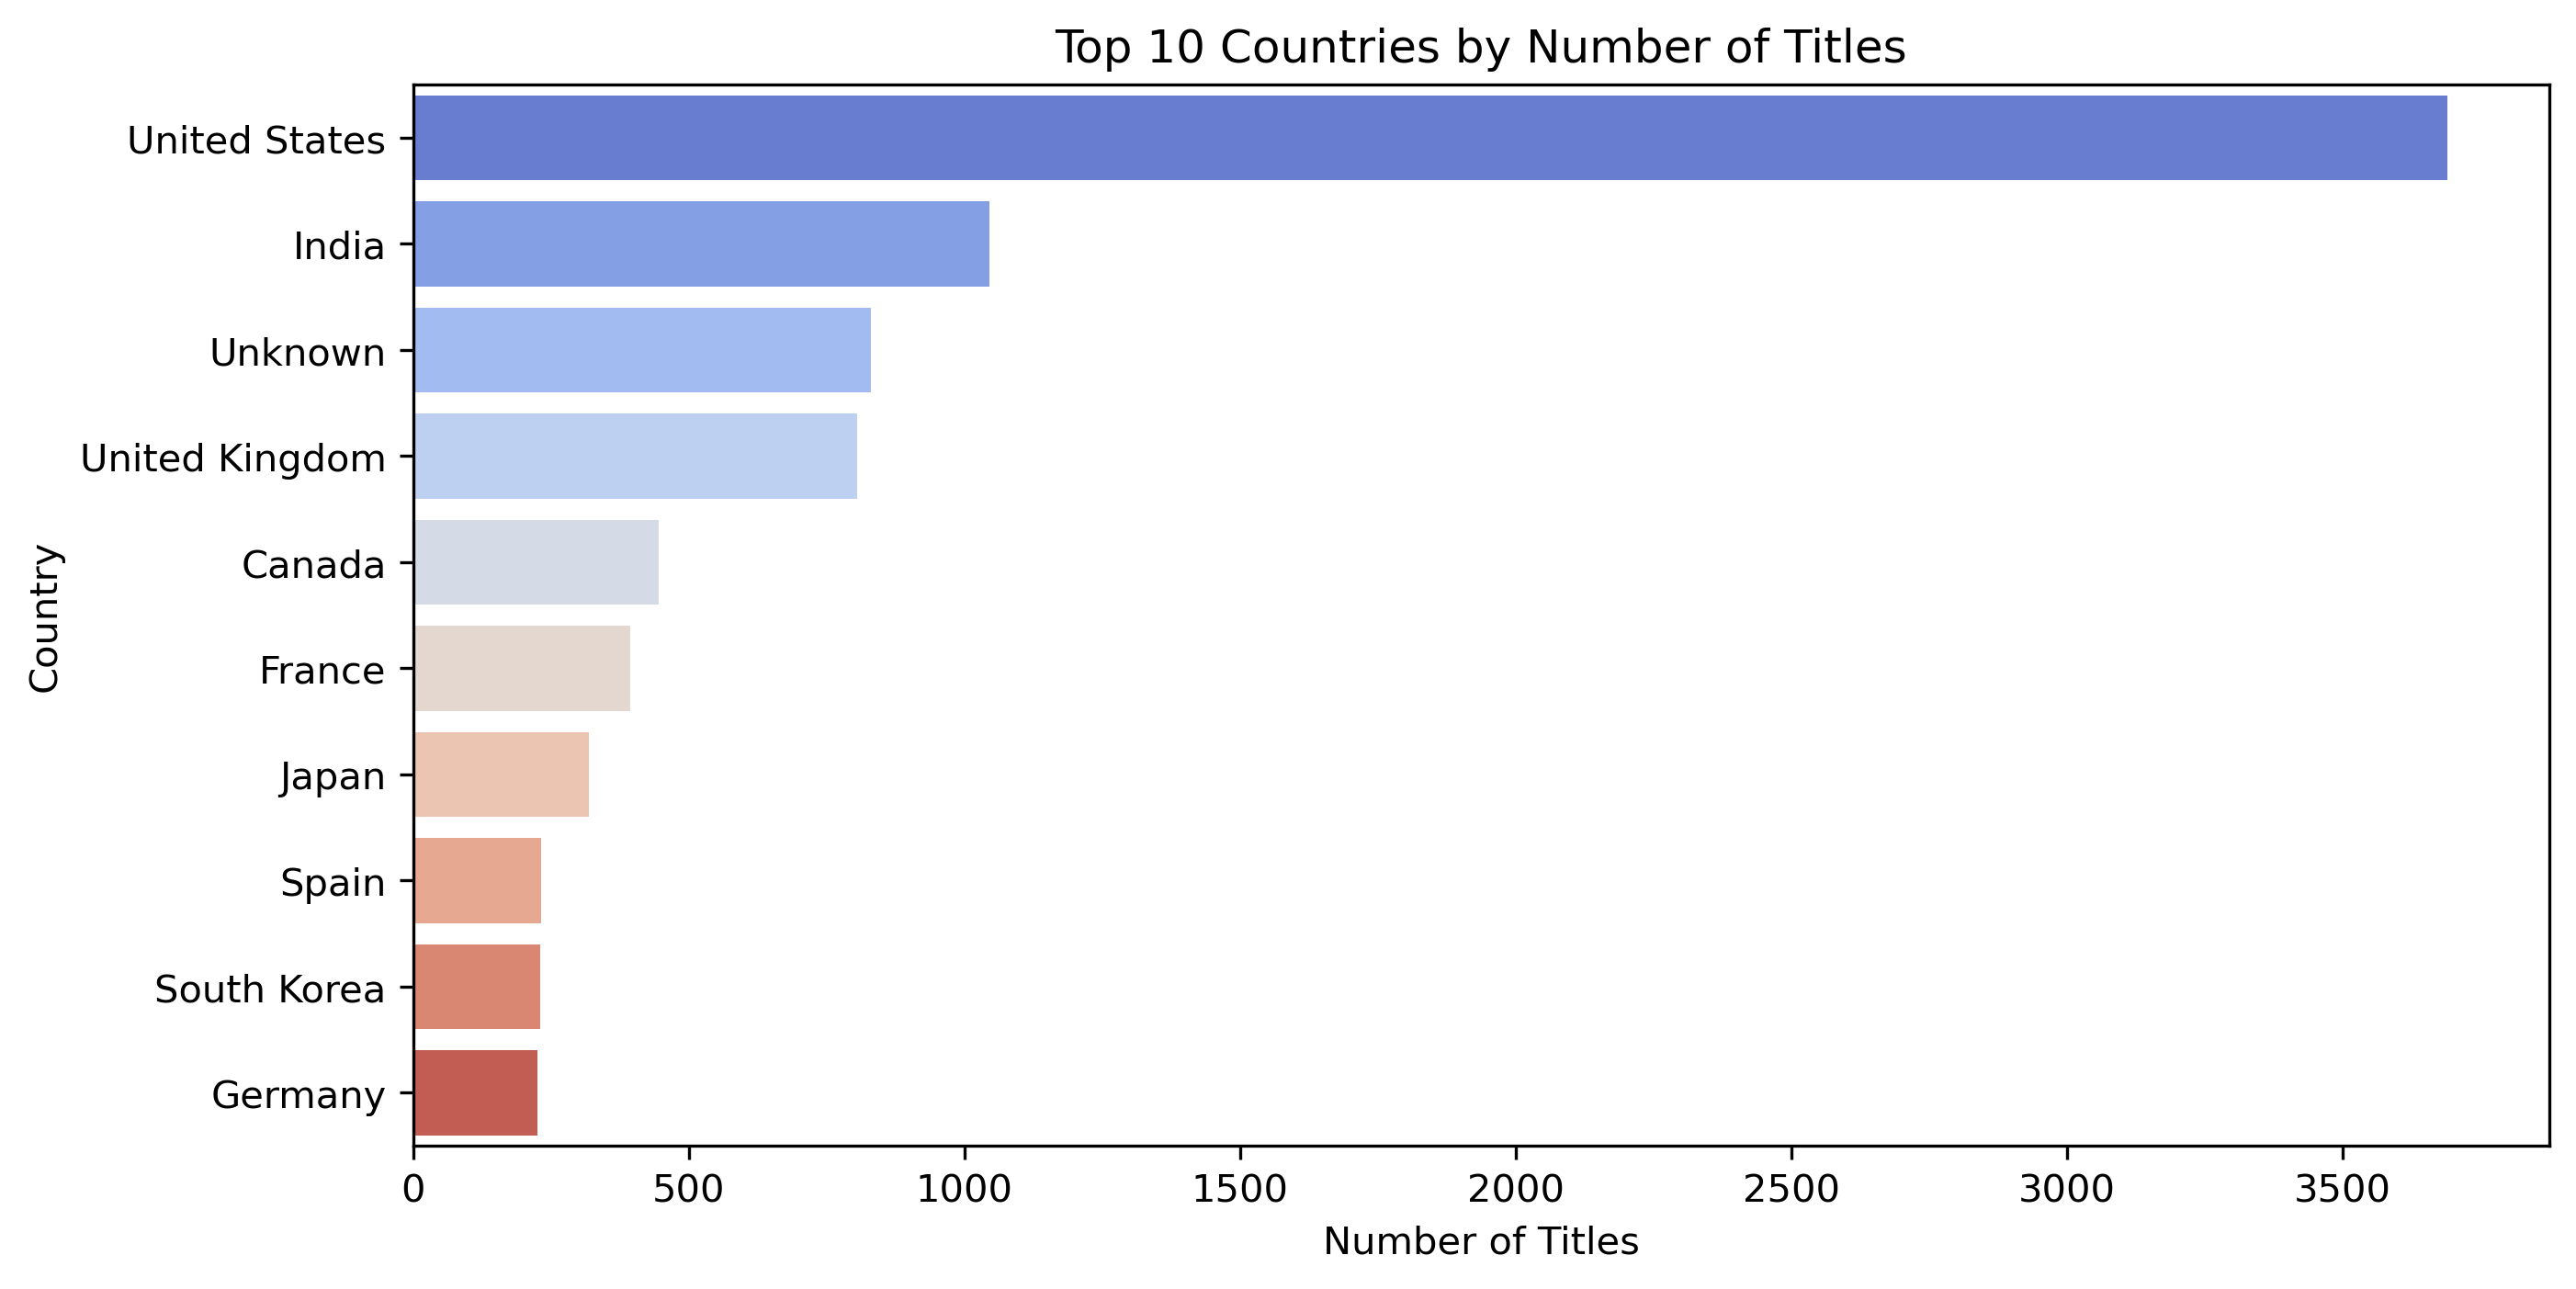 Top 10 Countries by Number of Titles
United States
India
Unknown
United Kingdom
Canada
France
Japan
Spain
South Korea
Germany
Country
0 500 1000 1500 2000 2500 3000 3500
Number of Titles